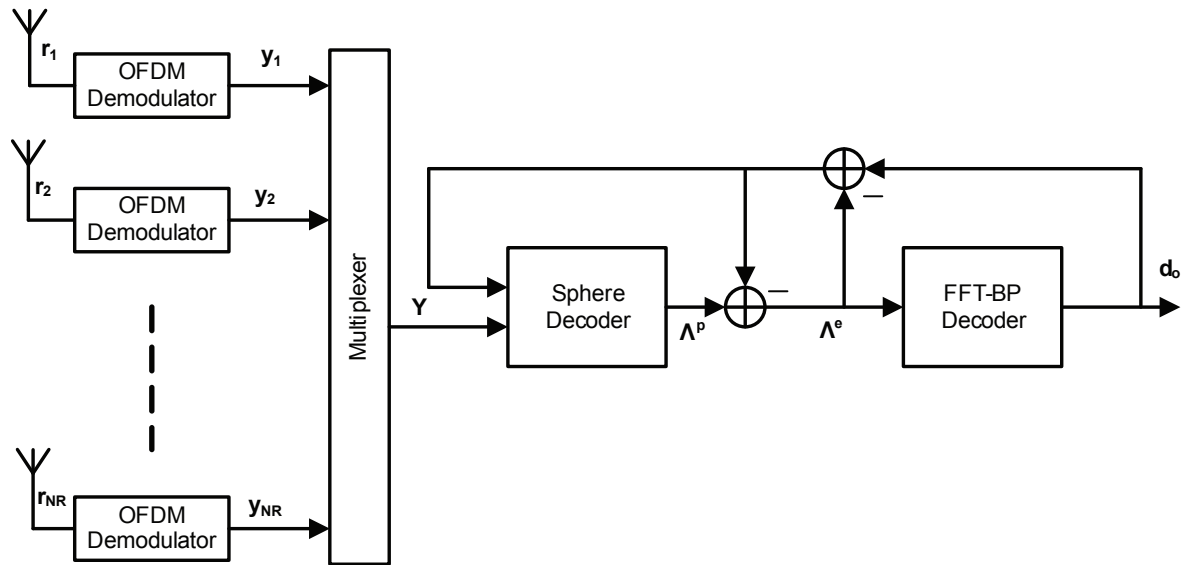 r1
OFDM
Demodulator
y1
r2
OFDM
Demodulator
y2
rNR
OFDM
Demodulator
yNR
Multiplexer
Y
Sphere
Decoder
Λp
Λe
FFT-BP
Decoder
do